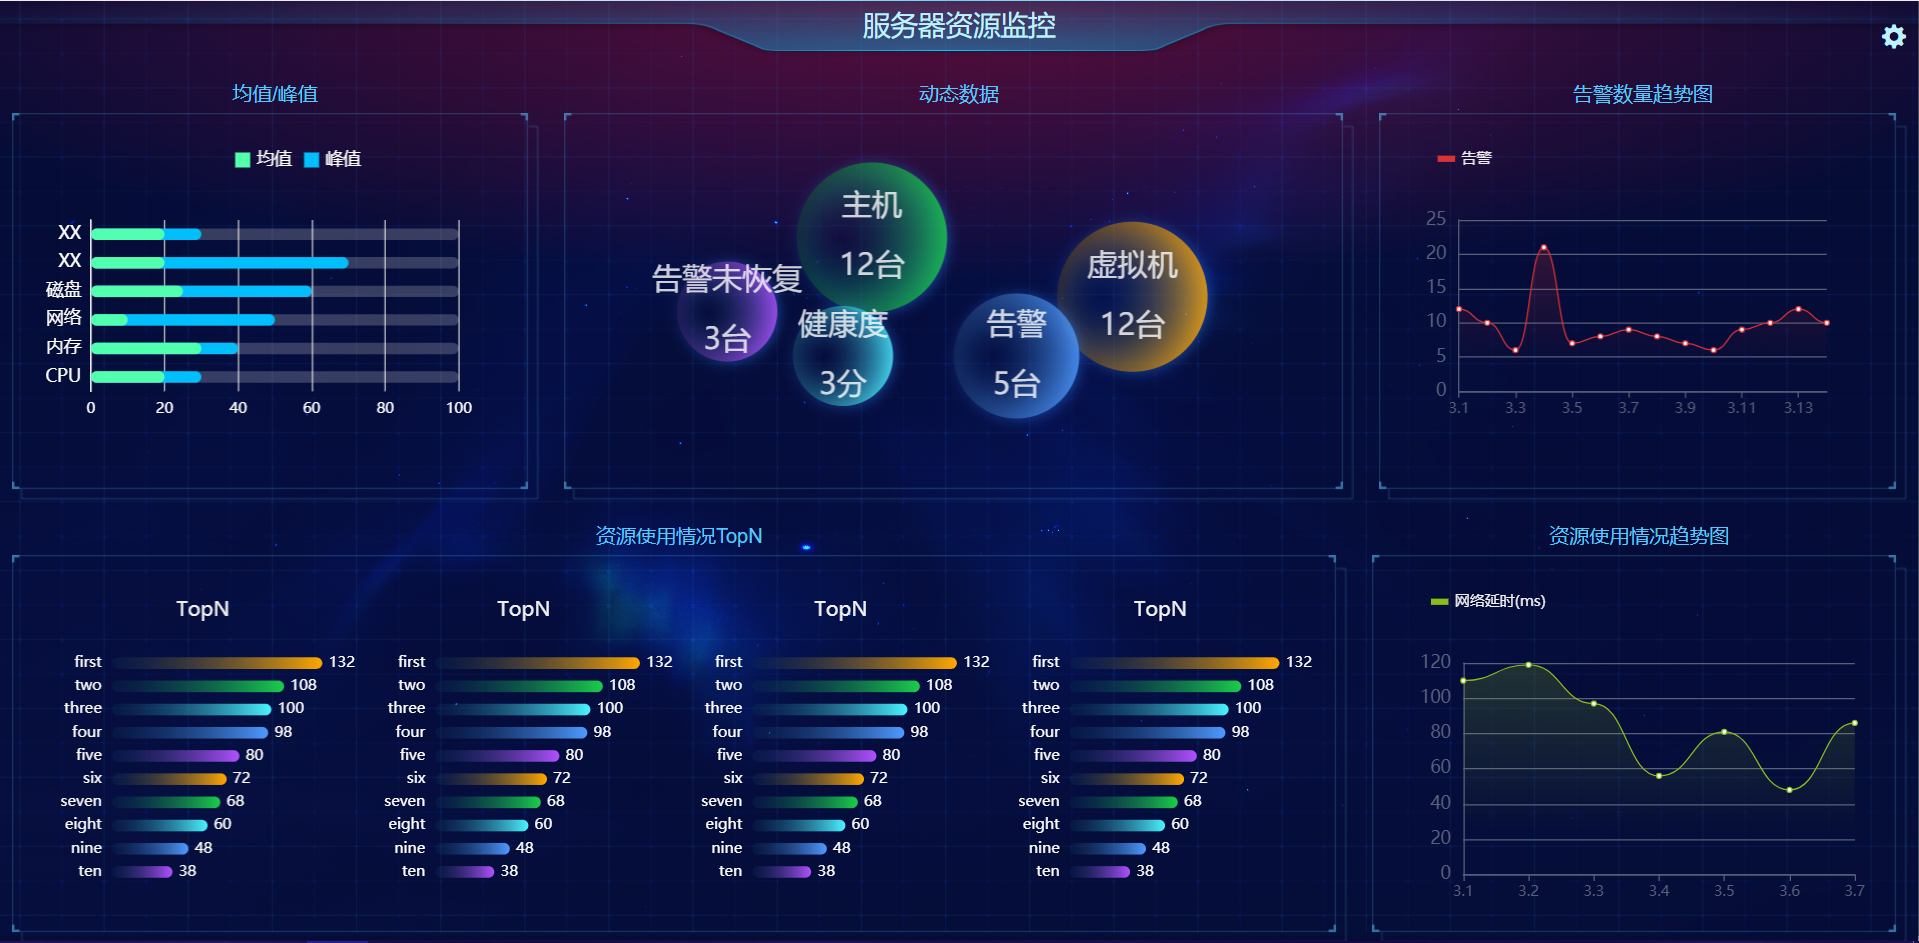 服务器资源监控
均值/峰值
均值 峰值
XX
XX
磁盘
网络
内存
CPU
0 20 40 60 80 100
动态数据
主机
12台
虚拟机
12台
告警未恢复
3台
健康度
3分
告警
5台
告警数量趋势图
告警
25
20
15
10
5
0
3.1 3.3 3.5 3.7 3.9 3.11 3.13
资源使用情况TopN
TopN
first 132
two 108
three 100
four 98
five 80
six 72
seven 68
eight 60
nine 48
ten 38
TopN
first 132
two 108
three 100
four 98
five 80
six 72
seven 68
eight 60
nine 48
ten 38
TopN
first 132
two 108
three 100
four 98
five 80
six 72
seven 68
eight 60
nine 48
ten 38
TopN
first 132
two 108
three 100
four 98
five 80
six 72
seven 68
eight 60
nine 48
ten 38
资源使用情况趋势图
网络延时(ms)
120
100
80
60
40
20
0
3.1 3.2 3.3 3.4 3.5 3.6 3.7